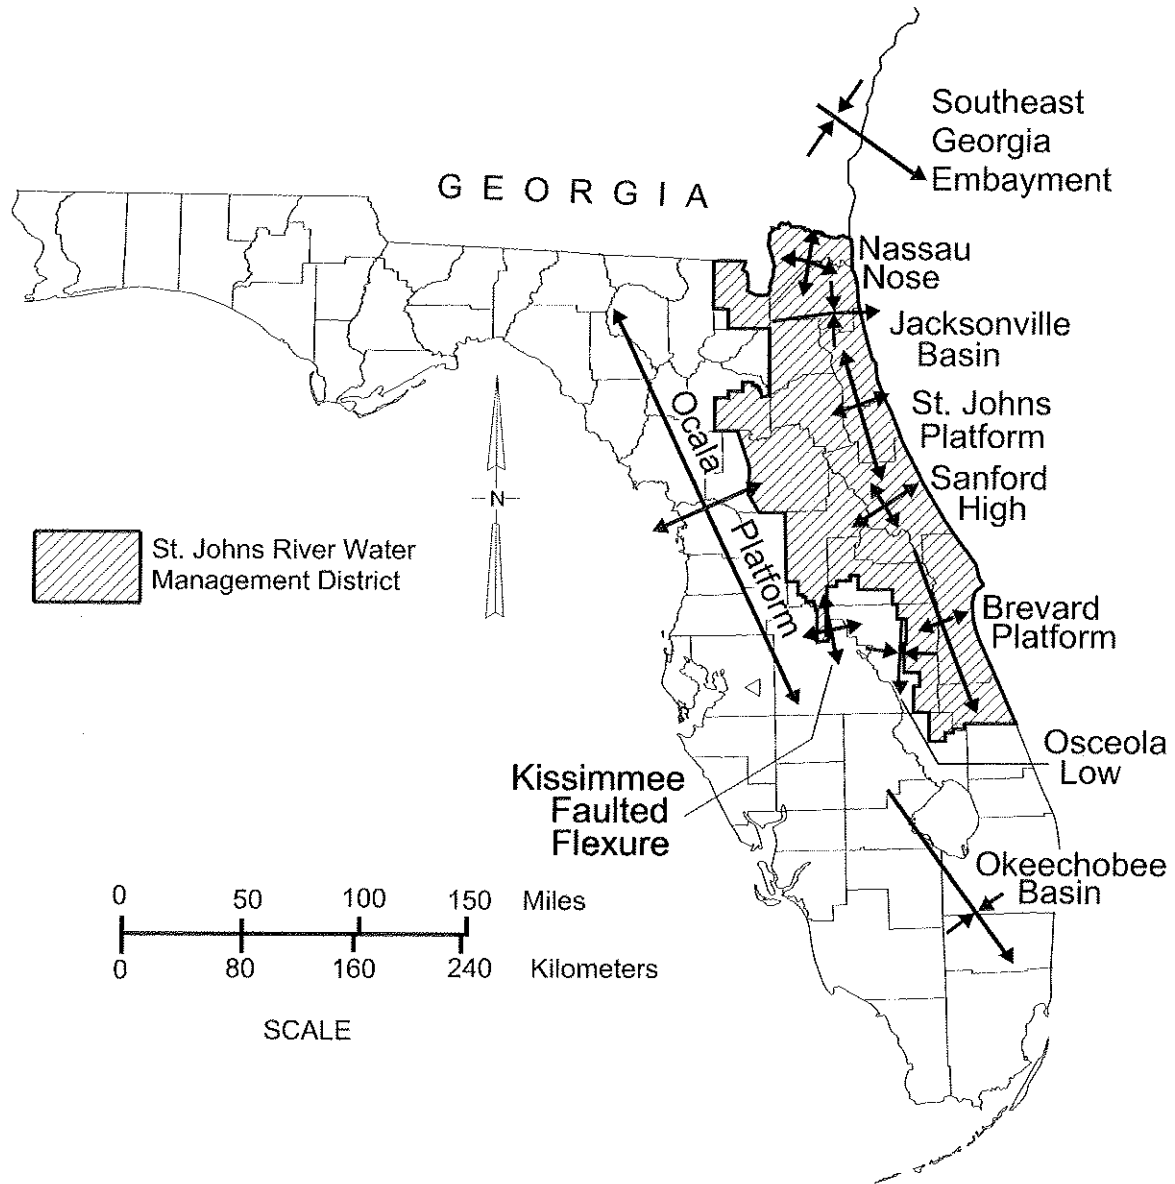 Southeast
Georgia
Embayment
GEORGIA
Nassau
Nose
Jacksonville
Basin
St. Johns
Platform
Sanford
High
Ocala
Platform
N
St. Johns River Water
Management District
Brevard
Platform
Osceola
Low
Kissimmee
Faulted
Flexure
Okeechobee
Basin
0 50 100 150 Miles
0 80 160 240 Kilometers
SCALE